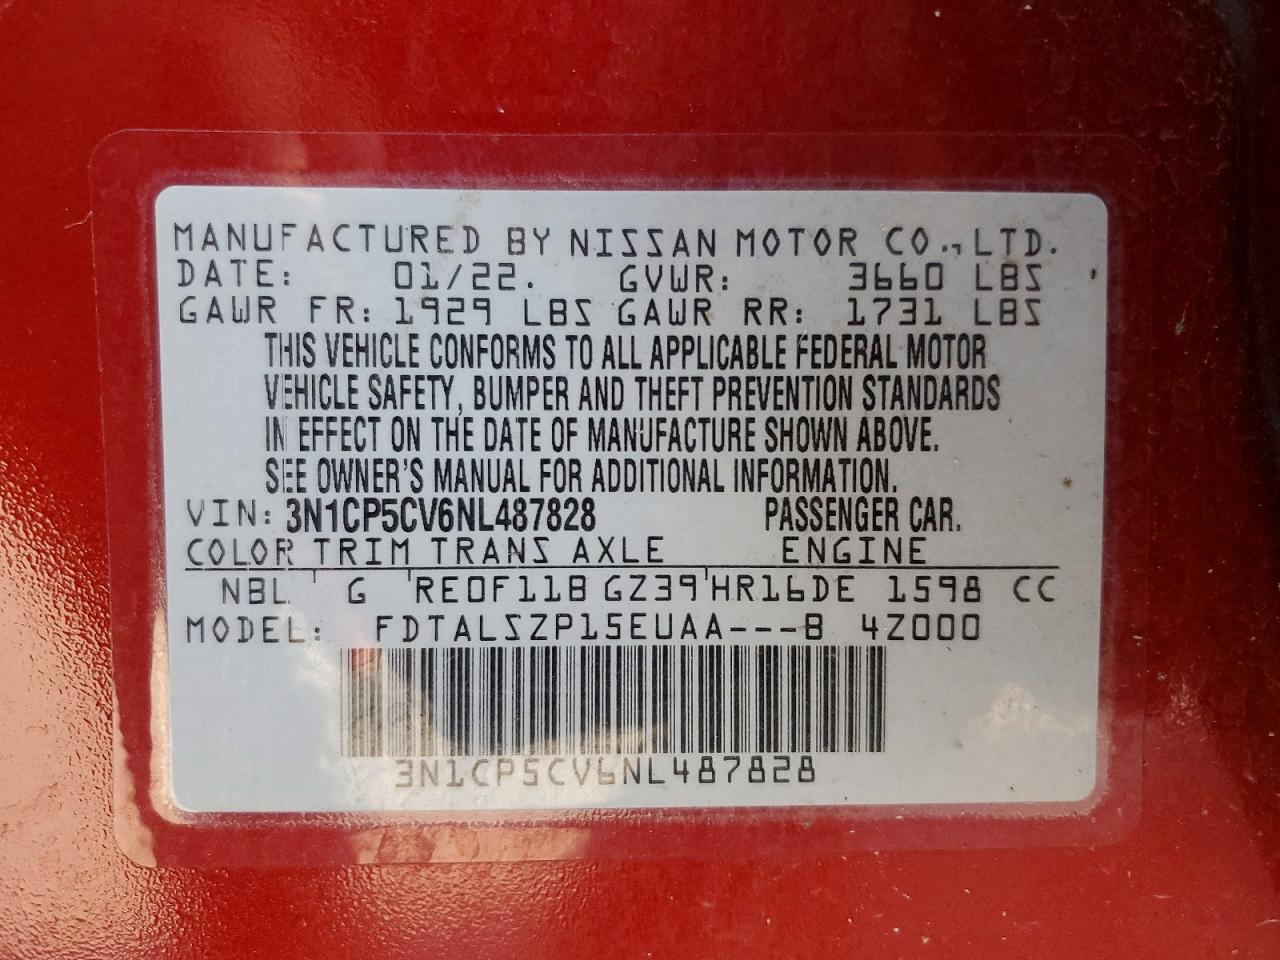 MANUFACTURED BY NISSAN MOTOR CO., LTD.
DATE: 01/22. GVWR: 3660 LBS
GAWR FR: 1929 LBS GAWR RR: 1731 LBS
THIS VEHICLE CONFORMS TO ALL APPLICABLE FEDERAL MOTOR
VEHICLE SAFETY, BUMPER AND THEFT PREVENTION STANDARDS
IN EFFECT ON THE DATE OF MANUFACTURE SHOWN ABOVE.
SEE OWNER'S MANUAL FOR ADDITIONAL INFORMATION.
VIN: 3N1CP5CV6NL487828 PASSENGER CAR.
COLOR TRIM TRANS AXLE ENGINE
NBL G RE0F11B GZ39 HR16DE 1598 CC
MODEL: FDTALSZP15EUAA---B 4Z000
3N1CP5CV6NL487828